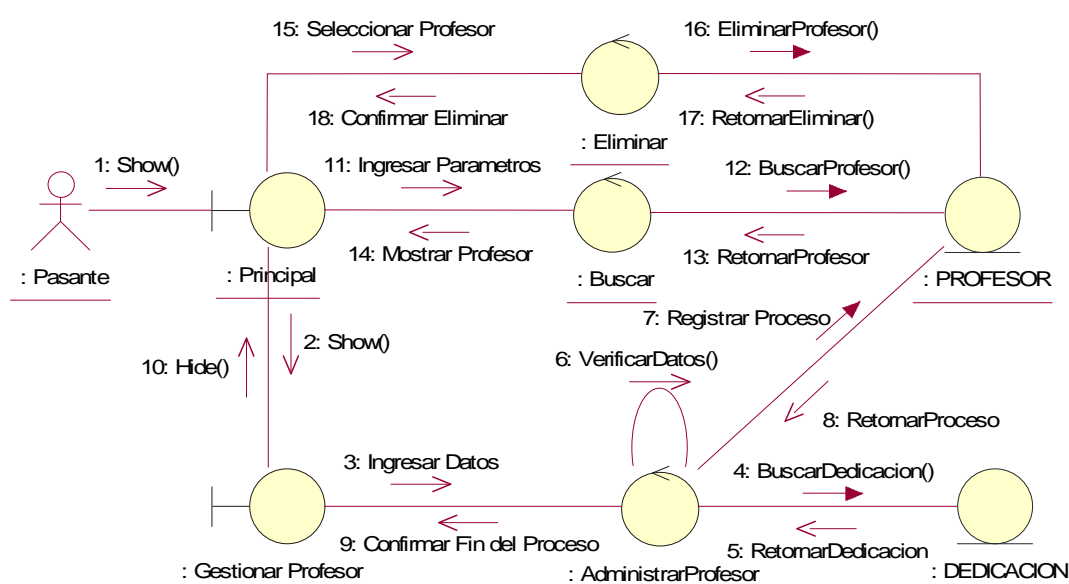 15: Seleccionar Profesor
16: EliminarProfesor()
18: Confirmar Eliminar
17: RetornarEliminar()
: Eliminar
1: Show()
11: Ingresar Parametros
12: BuscarProfesor()
14: Mostrar Profesor
13: RetornarProfesor
: Pasante
: Principal
: Buscar
: PROFESOR
7: Registrar Proceso
2: Show()
10: Hide()
6: VerificarDatos()
8: RetornarProceso
3: Ingresar Datos
4: BuscarDedicacion()
9: Confirmar Fin del Proceso
5: RetornarDedicacion
: Gestionar Profesor
: AdministrarProfesor
: DEDICACION